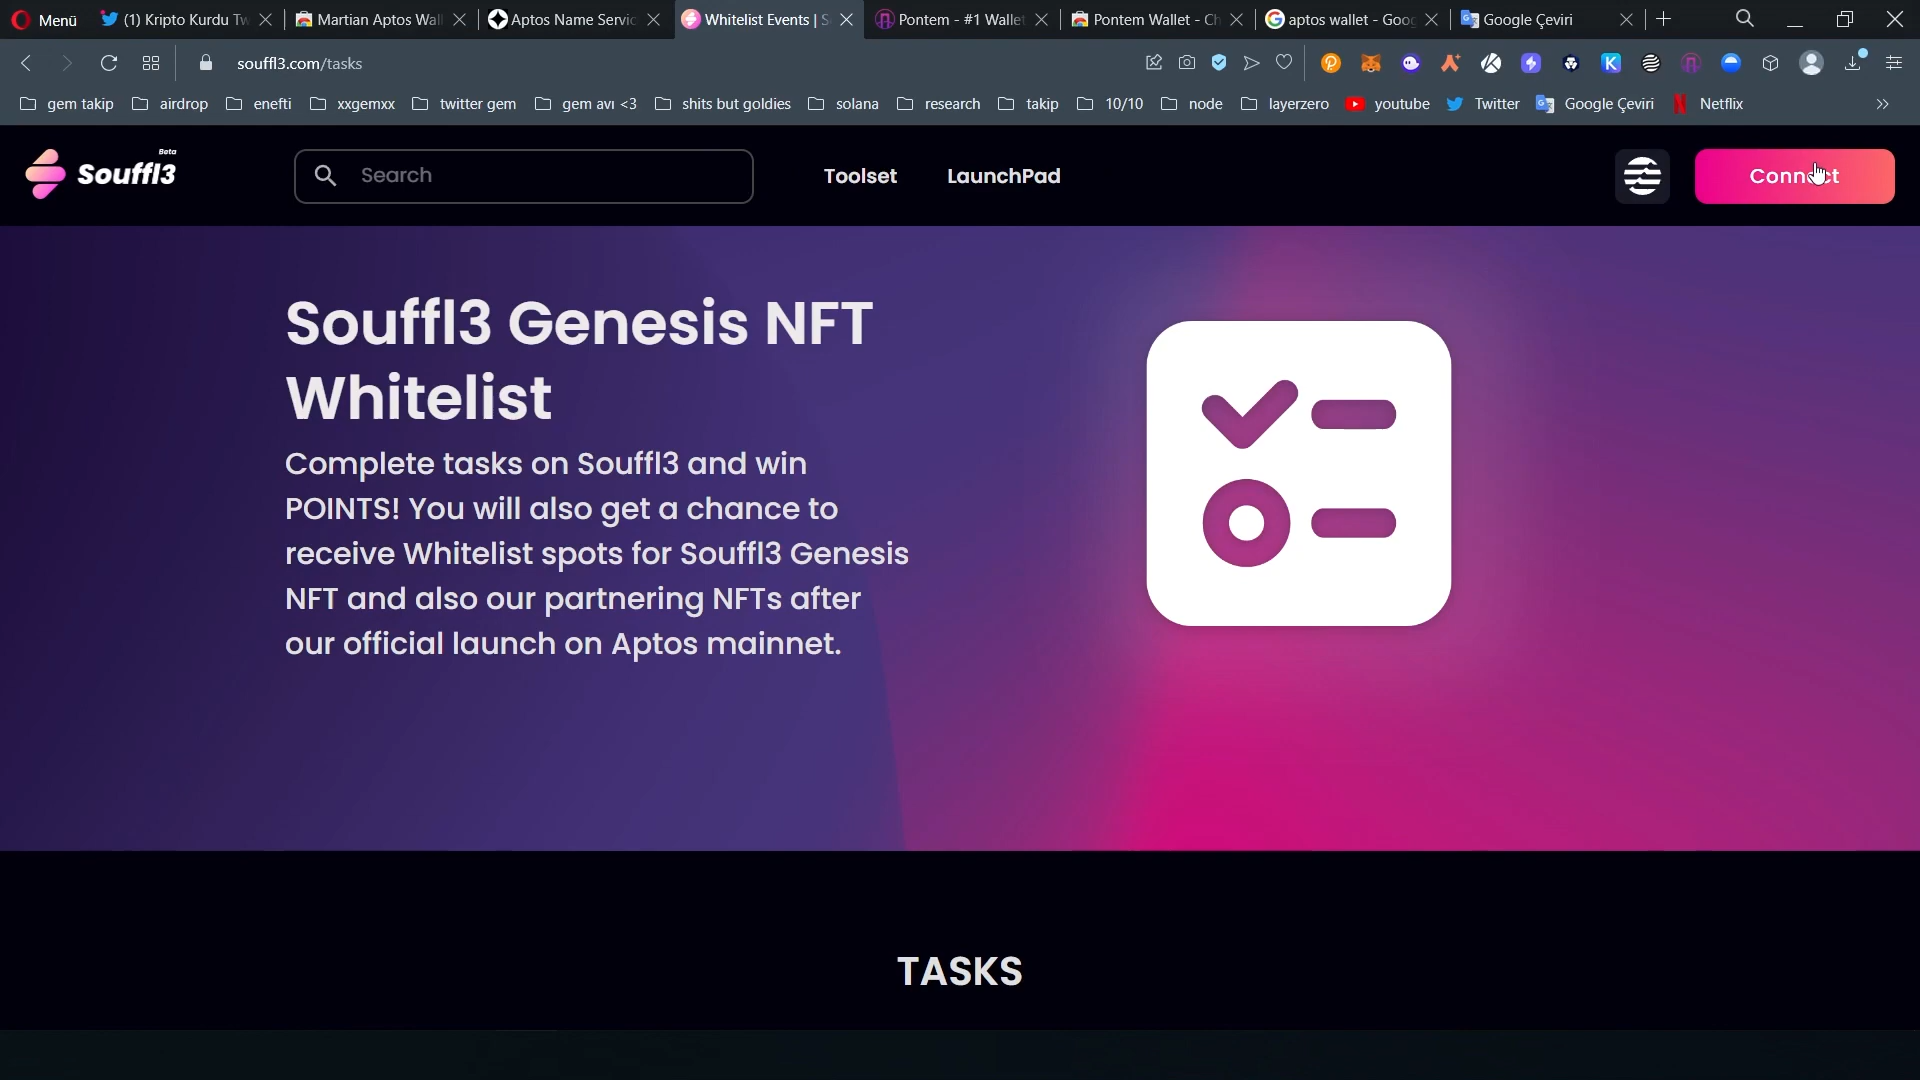 Menü
(1) Kripto Kurdu Tw
Martian Aptos Wal
Aptos Name Servic
Whitelist Events | S
Pontem - #1 Wallet
Pontem Wallet - Ch
aptos wallet - Goog
Google Çeviri
souffl3.com/tasks
gem takip
airdrop
enefti
xxgemxx
twitter gem
gem avı <3
shits but goldies
solana
research
takip
10/10
node
layerzero
youtube
Twitter
Google Çeviri
Netflix
Souffl3
Beta
Search
Toolset
LaunchPad
Connect
Souffl3 Genesis NFT
Whitelist
Complete tasks on Souffl3 and win
POINTS! You will also get a chance to
receive Whitelist spots for Souffl3 Genesis
NFT and also our partnering NFTs after
our official launch on Aptos mainnet.
TASKS